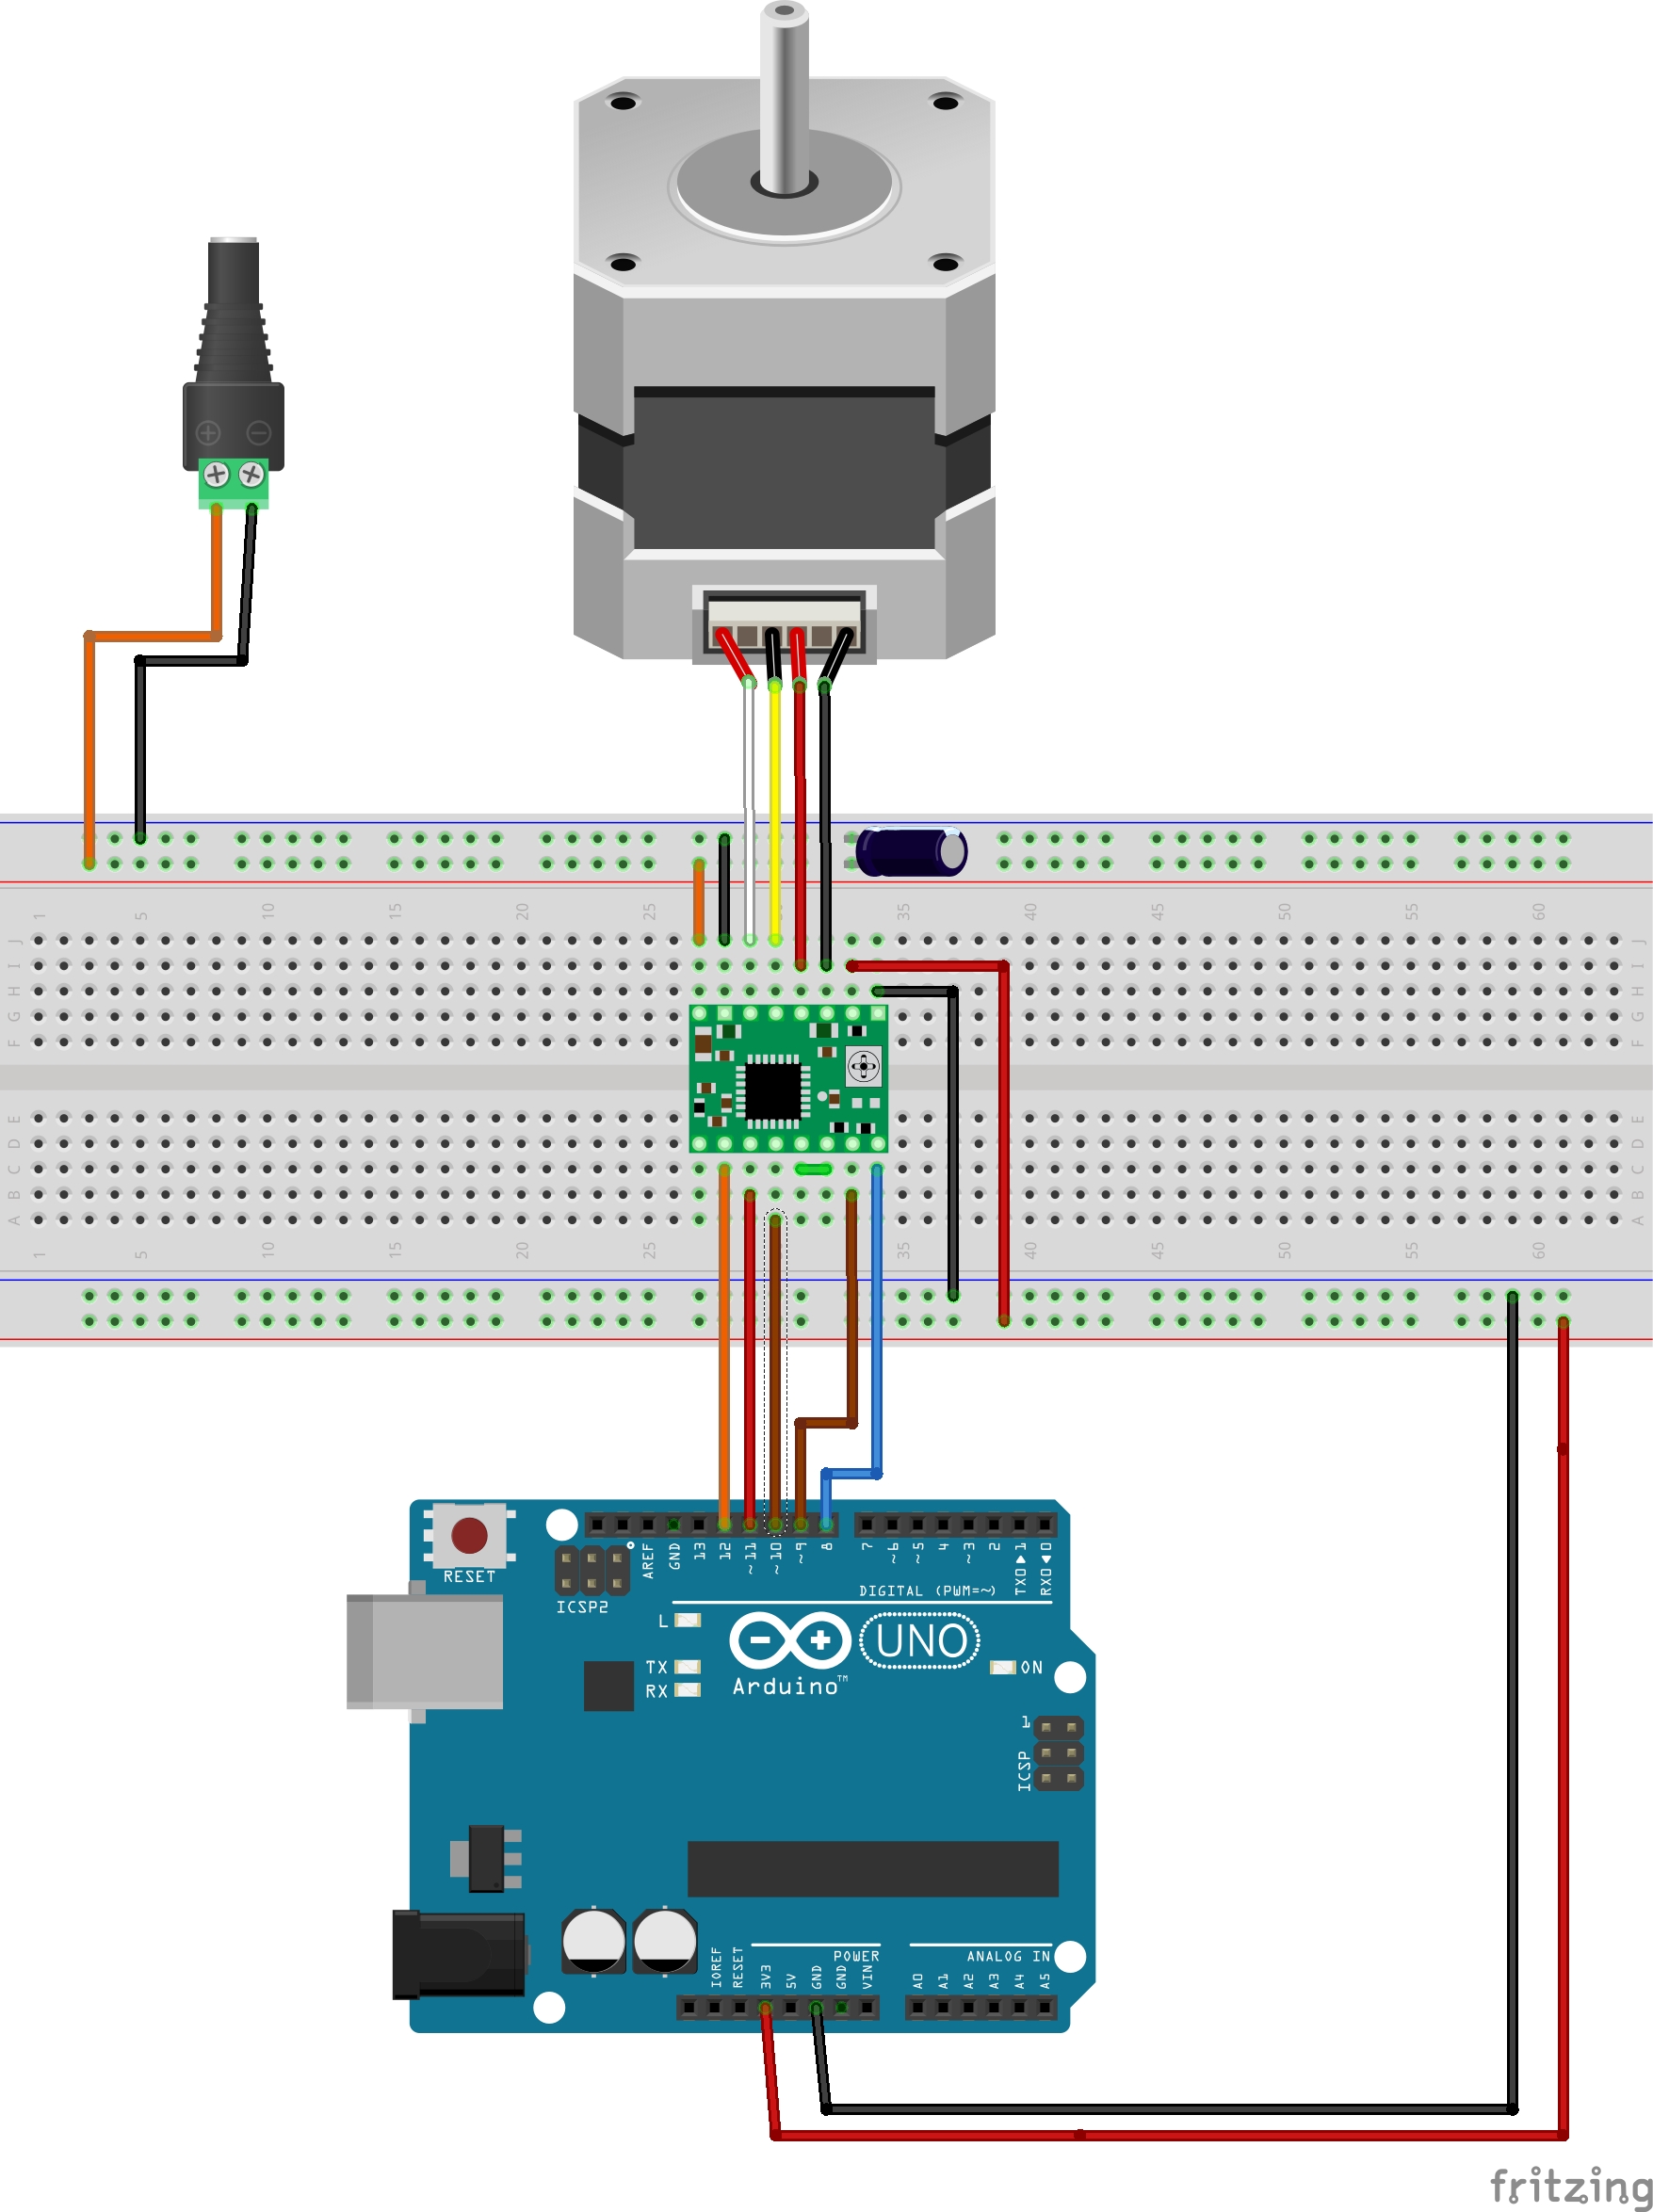 + −
1 5 10 15 20 25 35 40 45 50 55 60
J J
I I
H H
G G
F F
E E
D D
C C
B B
A A
1 5 10 15 20 25 35 40 45 50 55 60
RESET
ICSP2
AREF GND 13 12 ~11 ~10 ~9 8 7 ~6 ~5 4 ~3 2 TX0▶1 RX0◀0
DIGITAL (PWM=~)
L
TX
RX
UNO
Arduino™
ON
1
ICSP
POWER
ANALOG IN
IOREF RESET 3V3 5V GND GND VIN A0 A1 A2 A3 A4 A5
fritzing